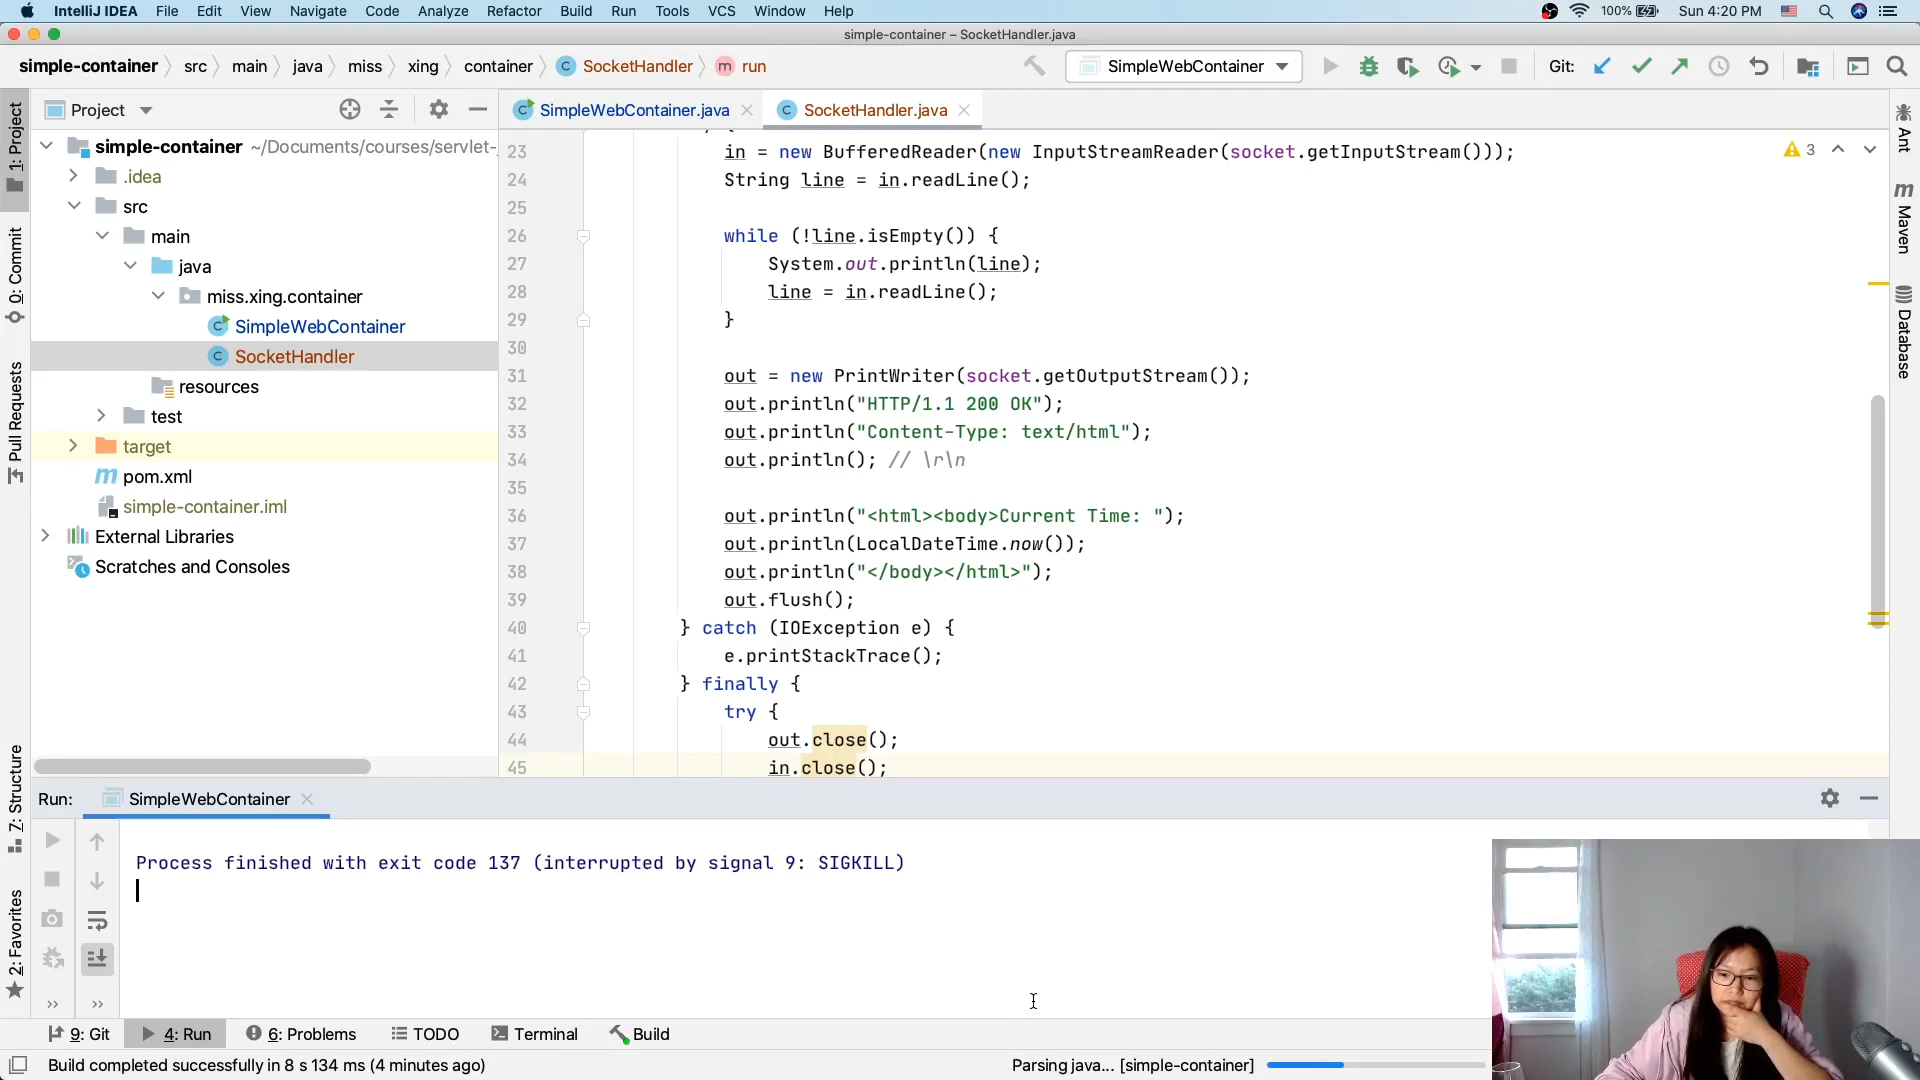 IntelliJ IDEA File Edit View Navigate Code Analyze Refactor Build Run Tools VCS Window Help 100% Sun 4:20 PM
simple-container – SocketHandler.java
simple-container src main java miss xing container C SocketHandler m run SimpleWebContainer Git:
Project
C SimpleWebContainer.java
C SocketHandler.java
1: Project
0: Commit
Pull Requests
7: Structure
2: Favorites
simple-container ~/Documents/courses/servlet-
.idea
src
main
java
miss.xing.container
C SimpleWebContainer
C SocketHandler
resources
test
target
m pom.xml
simple-container.iml
External Libraries
Scratches and Consoles
23 in = new BufferedReader(new InputStreamReader(socket.getInputStream()));
24 String line = in.readLine();
25
26 while (!line.isEmpty()) {
27 System.out.println(line);
28 line = in.readLine();
29 }
30
31 out = new PrintWriter(socket.getOutputStream());
32 out.println("HTTP/1.1 200 OK");
33 out.println("Content-Type: text/html");
34 out.println(); // \r\n
35
36 out.println("<html><body>Current Time: ");
37 out.println(LocalDateTime.now());
38 out.println("</body></html>");
39 out.flush();
40 } catch (IOException e) {
41 e.printStackTrace();
42 } finally {
43 try {
44 out.close();
45 in.close();
3
Ant
m Maven
Database
Run: SimpleWebContainer
Process finished with exit code 137 (interrupted by signal 9: SIGKILL)
9: Git 4: Run 6: Problems TODO Terminal Build
Build completed successfully in 8 s 134 ms (4 minutes ago)
Parsing java... [simple-container]